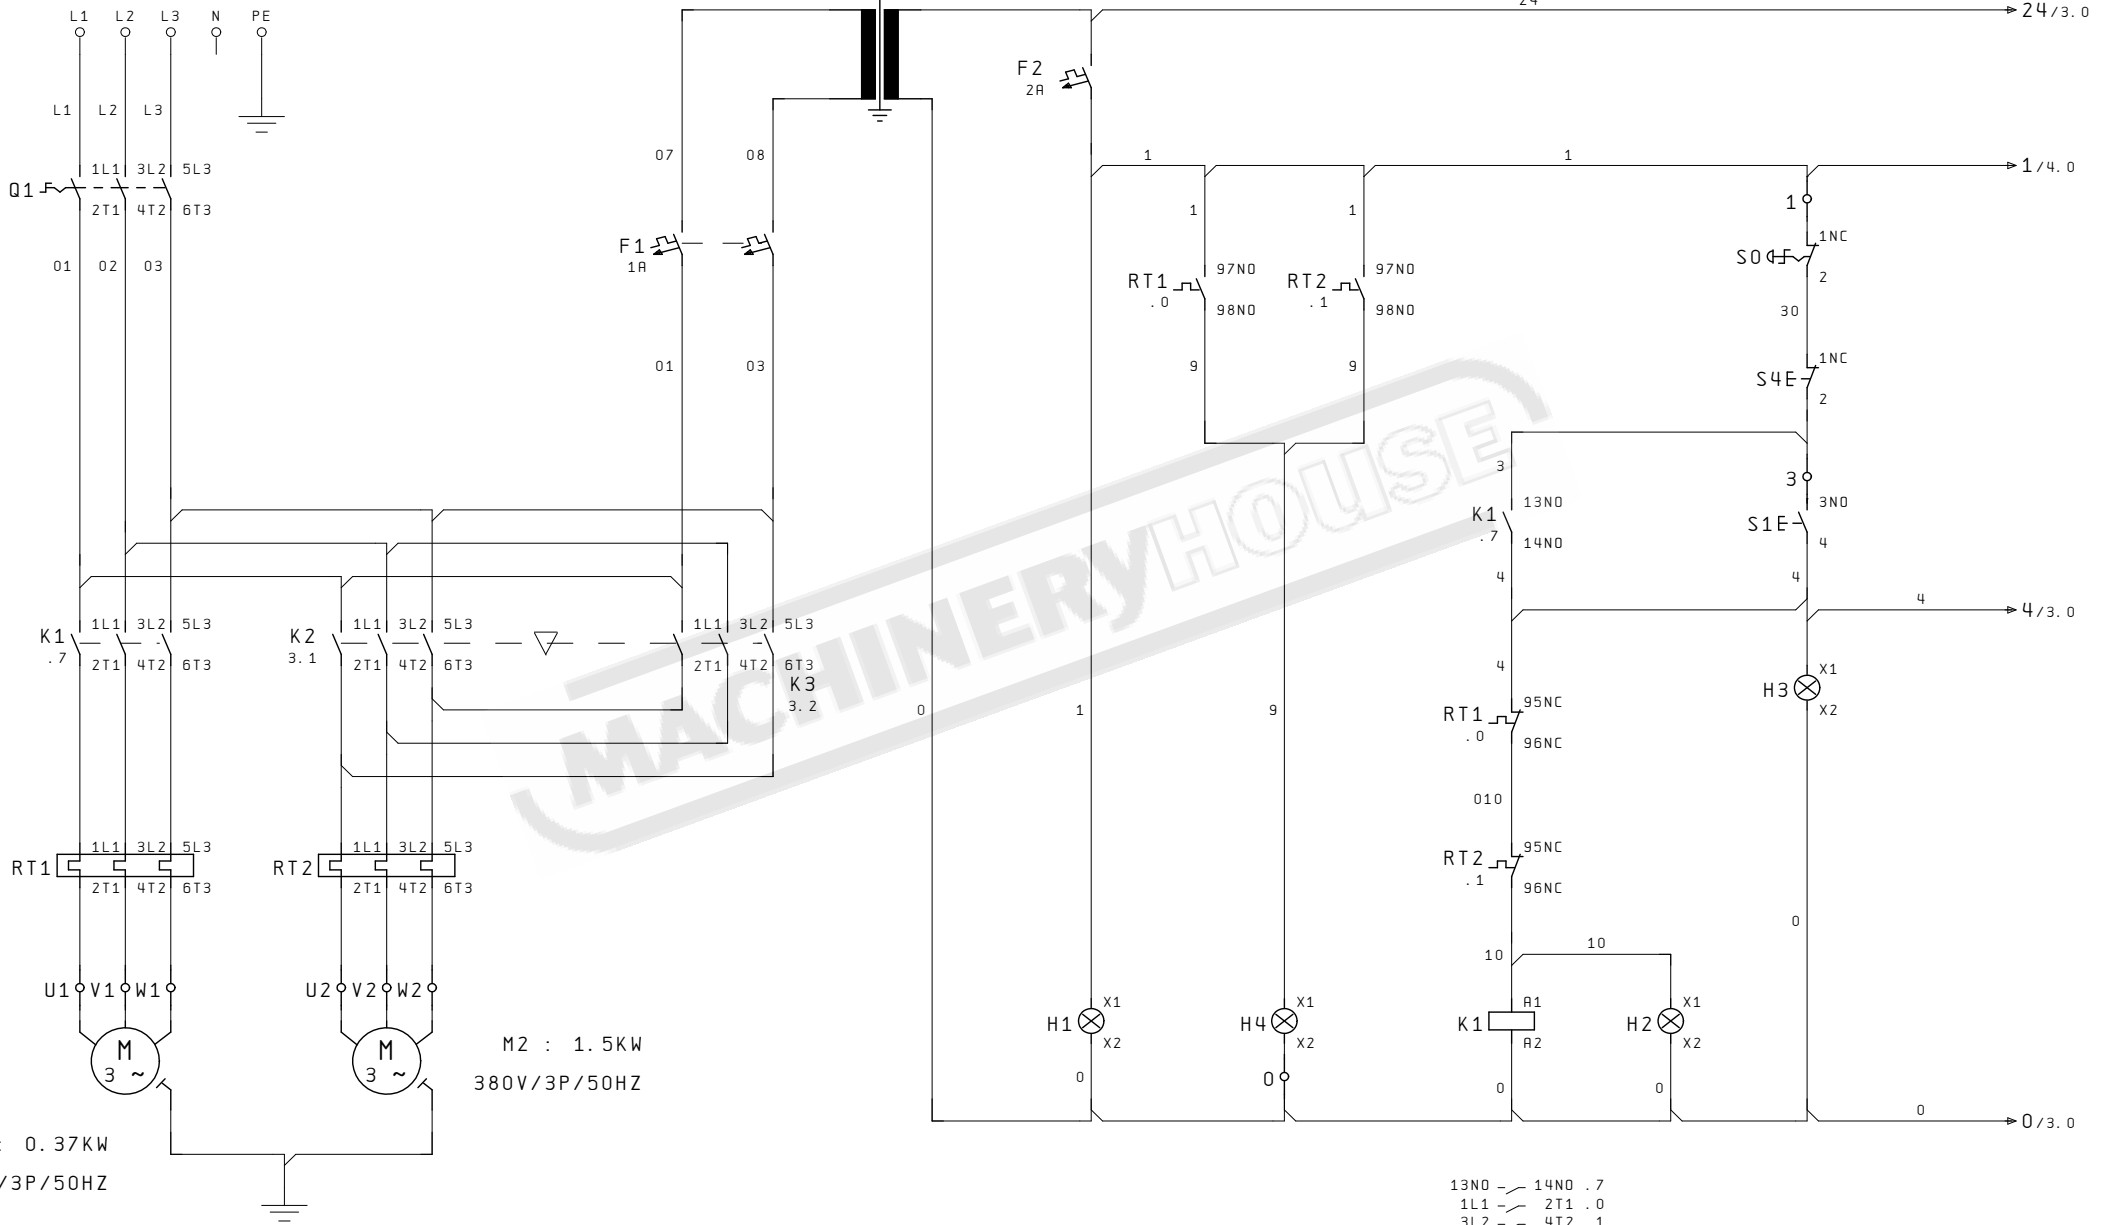 L1 L2 L3 N PE
24
24/3.0
F2
2A
L1 L2 L3
07 08
1 1
1/4.0
Q1
1L1 3L2 5L3
2T1 4T2 6T3
1 1
1
1NC
S0
2
F1
1A
01 02 03
RT1
.0
97NO
98NO
RT2
.1
97NO
98NO
30
01 03
9 9
1NC
S4E
2
3
3
K1
.7
13NO
14NO
3NO
S1E
4
4 4
4
4/3.0
K1
.7
1L1 3L2 5L3
2T1 4T2 6T3
K2
3.1
1L1 3L2 5L3
2T1 4T2 6T3
1L1 3L2 5L3
2T1 4T2 6T3
K3
3.2
4
X1
H3
X2
0 1 9
RT1
.0
95NC
96NC
MACHINERYHOUSE
010
RT1
1L1 3L2 5L3
2T1 4T2 6T3
RT2
1L1 3L2 5L3
2T1 4T2 6T3
RT2
.1
95NC
96NC
0
10 10
U1 V1 W1
U2 V2 W2
H1
X1
X2
H4
X1
X2
K1
A1
A2
H2
X1
X2
M
3 ~
M
3 ~
M2 : 1.5KW
380V/3P/50HZ
0 0 0 0
0
0/3.0
: 0.37KW
/3P/50HZ
13NO 14NO .7
1L1 2T1 .0
3L2 4T2 .1